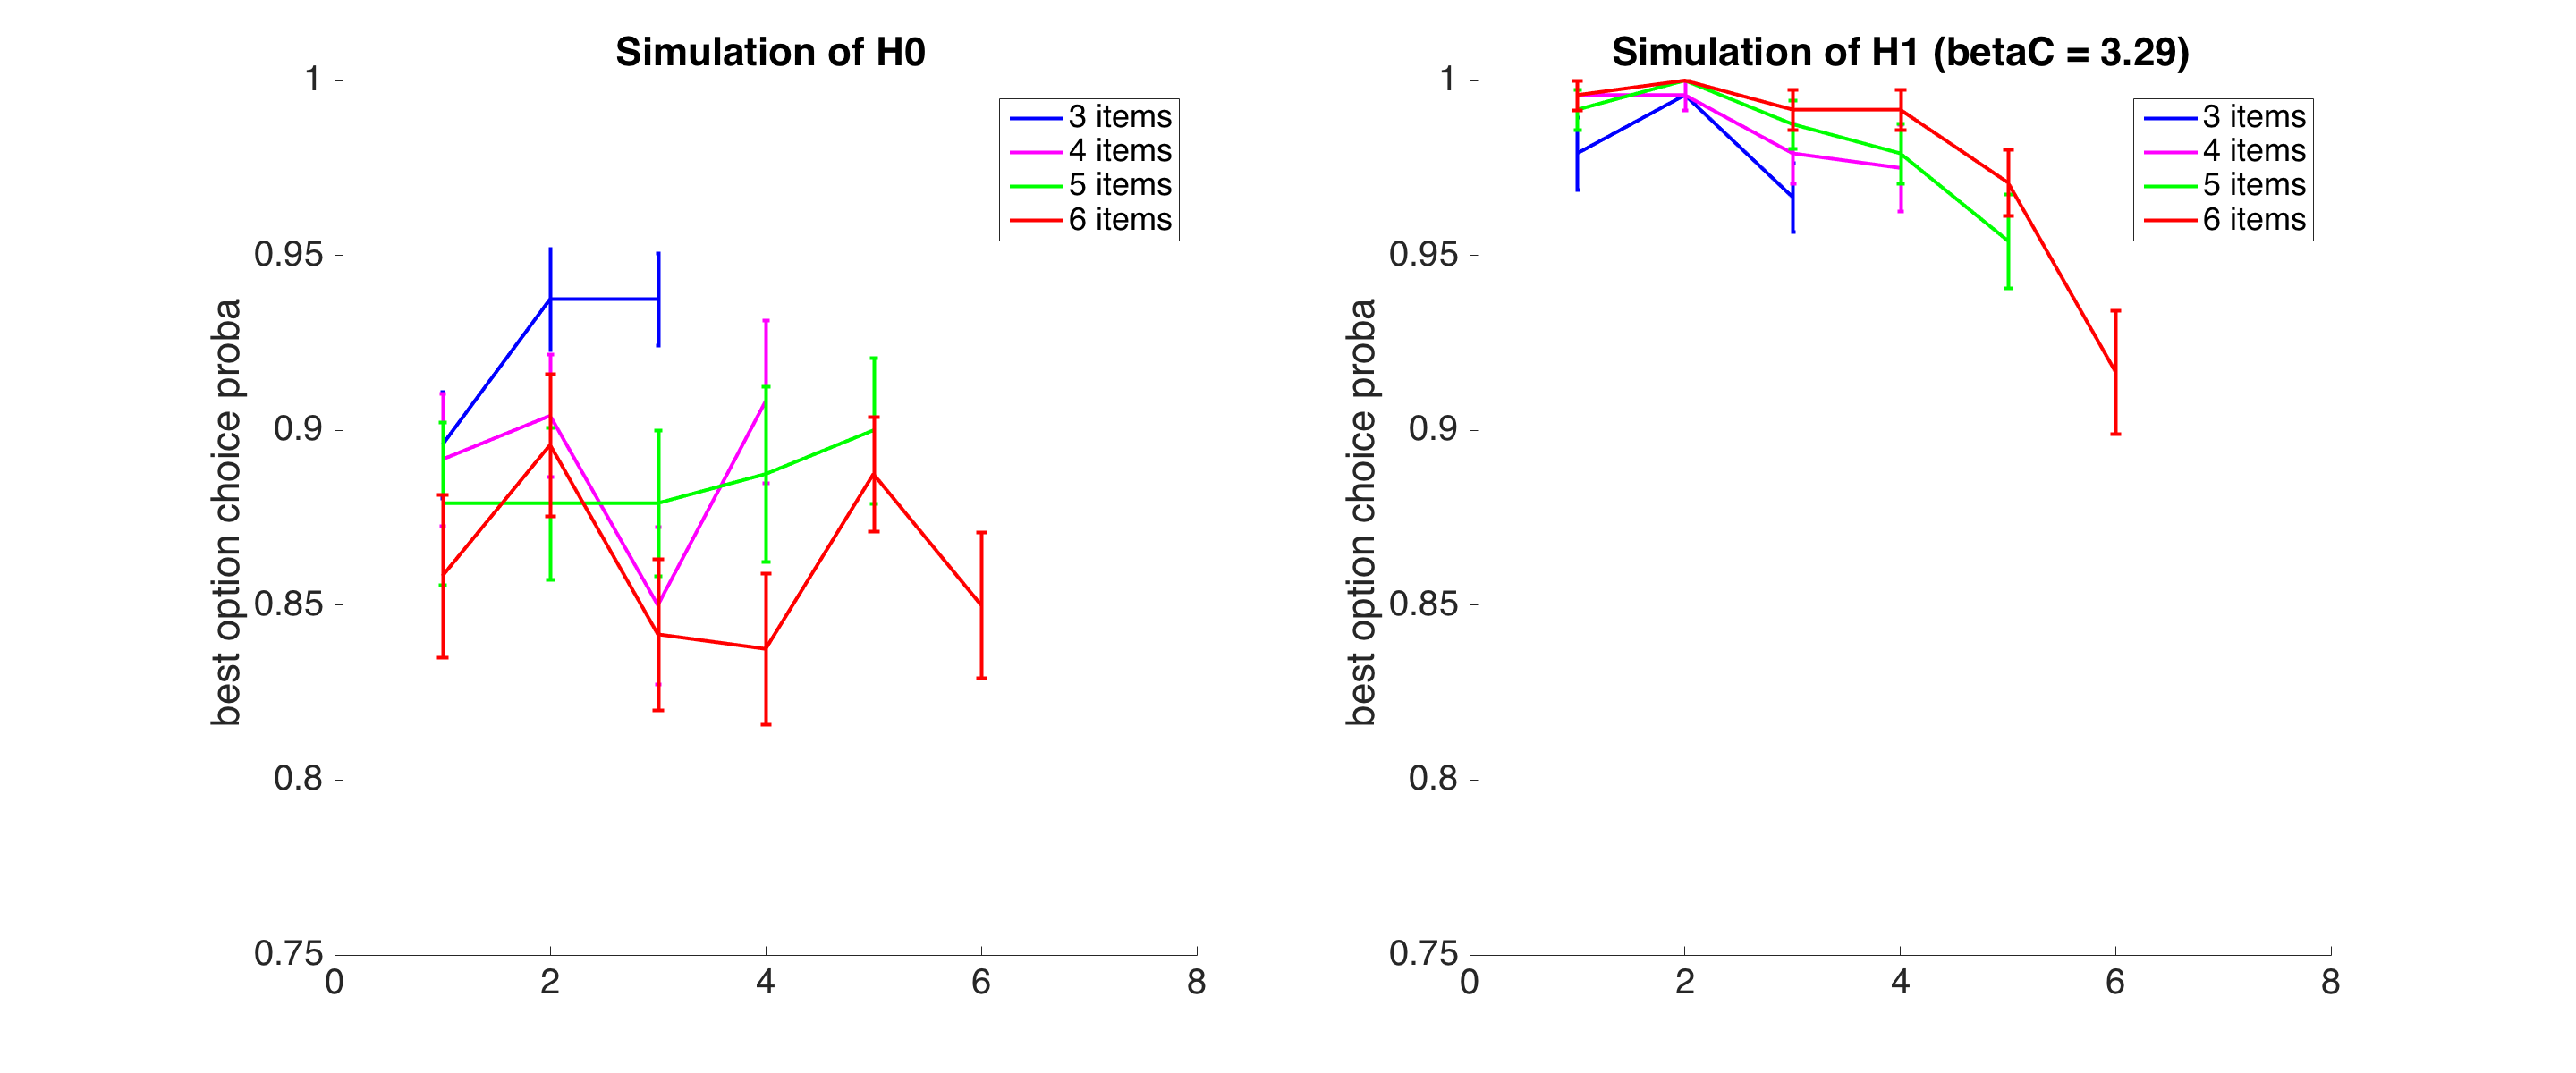 Simulation of H0
1
0.95
0.9
0.85
0.8
0.75
0
2
4
6
8
best option choice proba
3 items
4 items
5 items
6 items
Simulation of H1 (betaC = 3.29)
1
0.95
0.9
0.85
0.8
0.75
0
2
4
6
8
best option choice proba
3 items
4 items
5 items
6 items